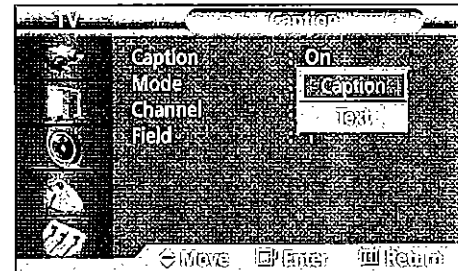 TV Caption
Caption : On
Mode Caption
Channel Text
Field
Move Enter Return